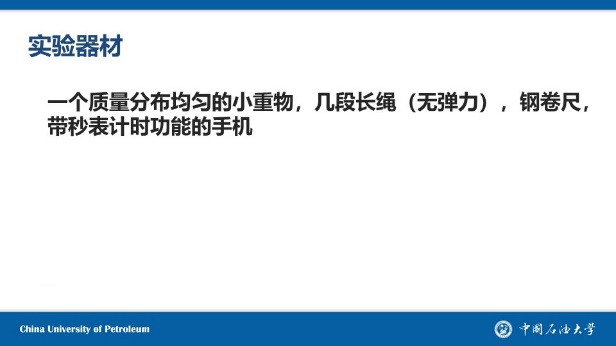 实验器材
一个质量分布均匀的小重物，几段长绳（无弹力），钢卷尺，
带秒表计时功能的手机
China University of Petroleum
中国石油大学